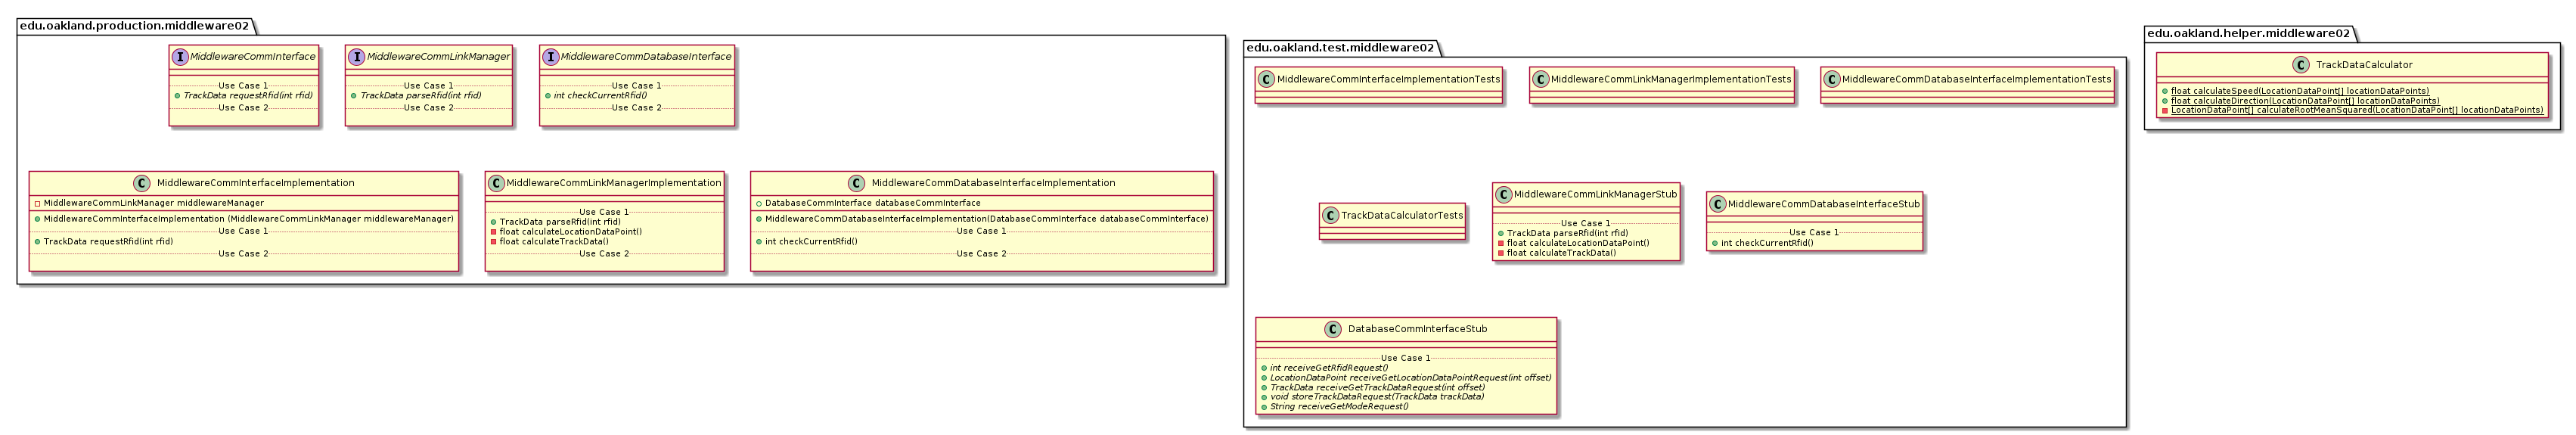 edu.oakland.production.middleware02
I MiddlewareCommInterface
Use Case 1
TrackData requestRfid(int rfid)
Use Case 2
I MiddlewareCommLinkManager
Use Case 1
TrackData parseRfid(int rfid)
Use Case 2
I MiddlewareCommDatabaseInterface
Use Case 1
int checkCurrentRfid()
Use Case 2
C MiddlewareCommInterfaceImplementation
MiddlewareCommLinkManager middlewareManager
MiddlewareCommInterfaceImplementation (MiddlewareCommLinkManager middlewareManager)
Use Case 1
TrackData requestRfid(int rfid)
Use Case 2
C MiddlewareCommLinkManagerImplementation
Use Case 1
TrackData parseRfid(int rfid)
float calculateLocationDataPoint()
float calculateTrackData()
Use Case 2
C MiddlewareCommDatabaseInterfaceImplementation
DatabaseCommInterface databaseCommInterface
MiddlewareCommDatabaseInterfaceImplementation(DatabaseCommInterface databaseCommInterface)
Use Case 1
int checkCurrentRfid()
Use Case 2
edu.oakland.test.middleware02
C MiddlewareCommInterfaceImplementationTests
C MiddlewareCommLinkManagerImplementationTests
C MiddlewareCommDatabaseInterfaceImplementationTests
C TrackDataCalculatorTests
C MiddlewareCommLinkManagerStub
Use Case 1
TrackData parseRfid(int rfid)
float calculateLocationDataPoint()
float calculateTrackData()
C MiddlewareCommDatabaseInterfaceStub
Use Case 1
int checkCurrentRfid()
C DatabaseCommInterfaceStub
Use Case 1
int receiveGetRfidRequest()
LocationDataPoint receiveGetLocationDataPointRequest(int offset)
TrackData receiveGetTrackDataRequest(int offset)
void storeTrackDataRequest(TrackData trackData)
String receiveGetModeRequest()
edu.oakland.helper.middleware02
C TrackDataCalculator
float calculateSpeed(LocationDataPoint[] locationDataPoints)
float calculateDirection(LocationDataPoint[] locationDataPoints)
LocationDataPoint[] calculateRootMeanSquared(LocationDataPoint[] locationDataPoints)